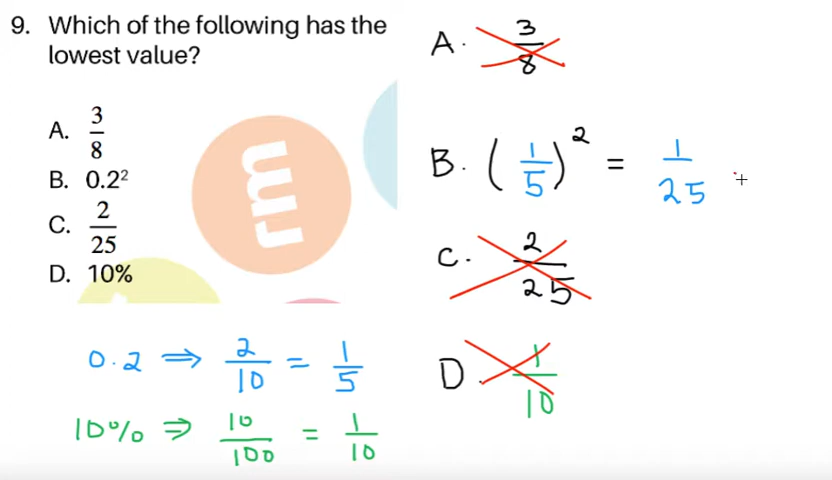 9. Which of the following has the
lowest value?
A. 3/8
B. 0.2²
C. 2/25
D. 10%
A. 3/8
B. (1/5)² = 1/25
C. 2/25
D. 1/10
0.2 ⇒ 2/10 = 1/5
10% ⇒ 10/100 = 1/10